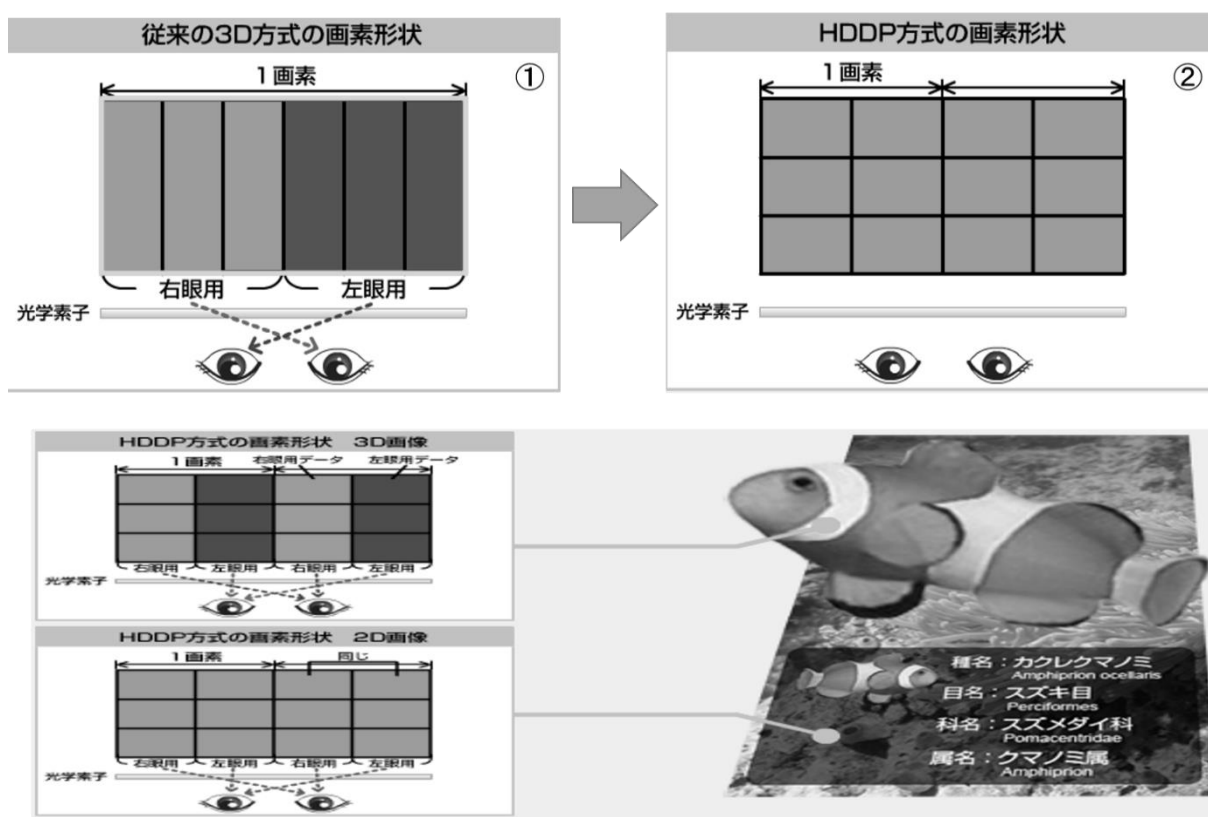 従来の3D方式の画素形状
1画素
①
右眼用
左眼用
光学素子
HDDP方式の画素形状
1画素
②
光学素子
HDDP方式の画素形状 3D画像
1画素
右眼用データ
左眼用データ
右眼用
左眼用
右眼用
左眼用
光学素子
HDDP方式の画素形状 2D画像
1画素
同じ
右眼用
左眼用
右眼用
左眼用
光学素子
種名:カクレクマノミ
Amphiprion ocellaris
目名:スズキ目
Perciformes
科名:スズメダイ科
Pomacentridae
属名:クマノミ属
Amphiprion